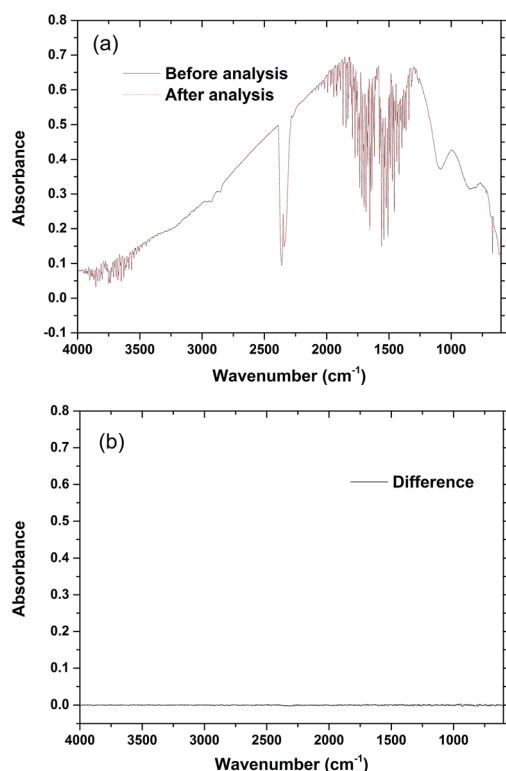 (a)
Before analysis
After analysis
Absorbance
0.8
0.7
0.6
0.5
0.4
0.3
0.2
0.1
0.0
-0.1
4000 3500 3000 2500 2000 1500 1000
Wavenumber (cm⁻¹)
(b)
Difference
Absorbance
0.8
0.7
0.6
0.5
0.4
0.3
0.2
0.1
0.0
4000 3500 3000 2500 2000 1500 1000
Wavenumber (cm⁻¹)